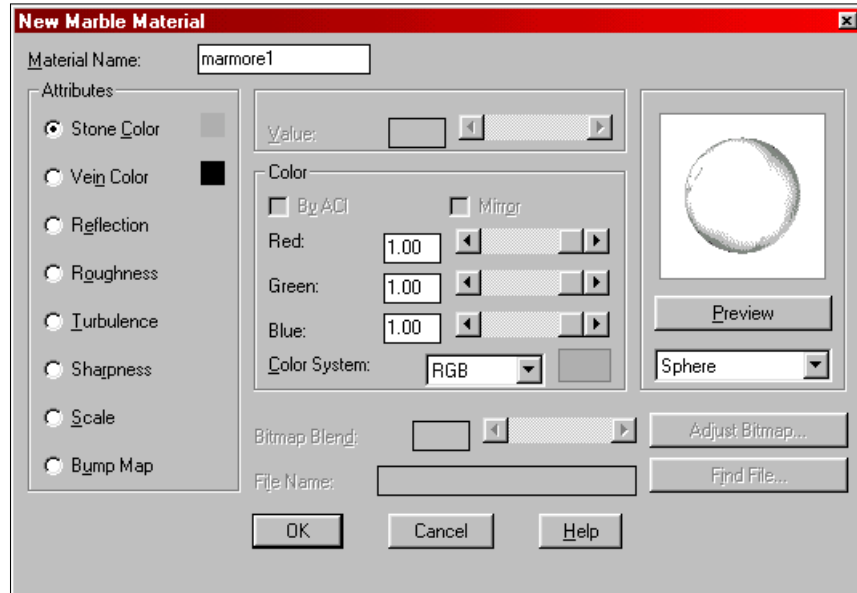 New Marble Material
Material Name: marmore1
Attributes
Stone Color
Vein Color
Reflection
Roughness
Turbulence
Sharpness
Scale
Bump Map
Value:
Color
By ACI Mirror
Red: 1.00
Green: 1.00
Blue: 1.00
Color System: RGB
Bitmap Blend:
File Name:
Preview
Sphere
Adjust Bitmap...
Find File...
OK Cancel Help